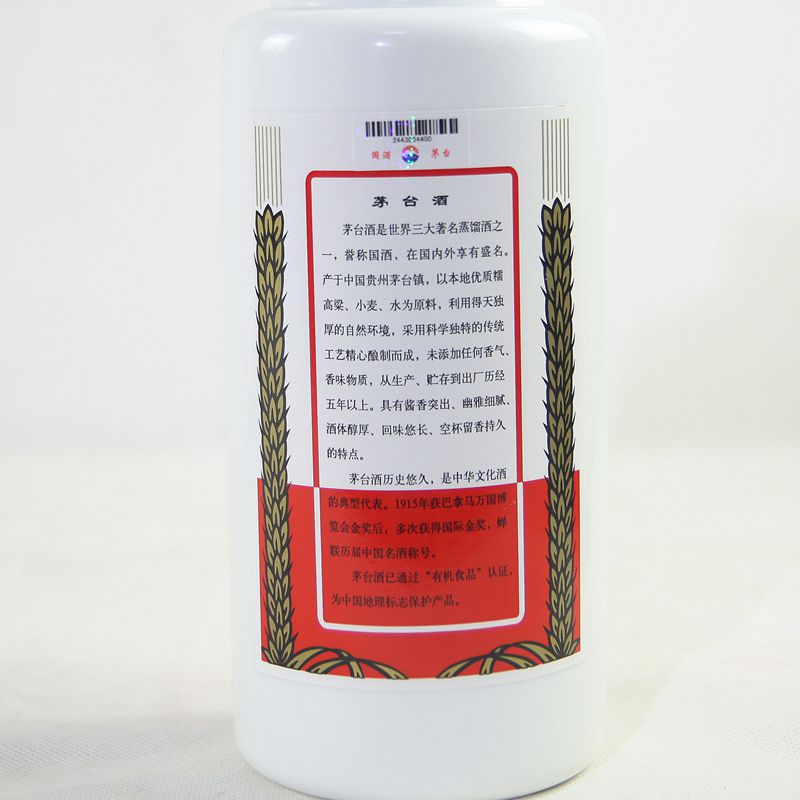 2443004400
国酒 茅台
茅台酒
茅台酒是世界三大著名蒸馏酒之
一，誉称国酒，在国内外享有盛名。
产于中国贵州茅台镇，以本地优质糯
高梁、小麦、水为原料，利用得天独
厚的自然环境，采用科学独特的传统
工艺精心酿制而成，未添加任何香气、
香味物质，从生产、贮存到出厂历经
五年以上。具有酱香突出、幽雅细腻、
酒体醇厚、回味悠长、空杯留香持久
的特点。
茅台酒历史悠久，是中华文化酒
的典型代表。1915年获巴拿马万国博
览会金奖后，多次获得国际金奖，蝉
联历届中国名酒称号。
茅台酒已通过“有机食品”认证，
为中国地理标志保护产品。